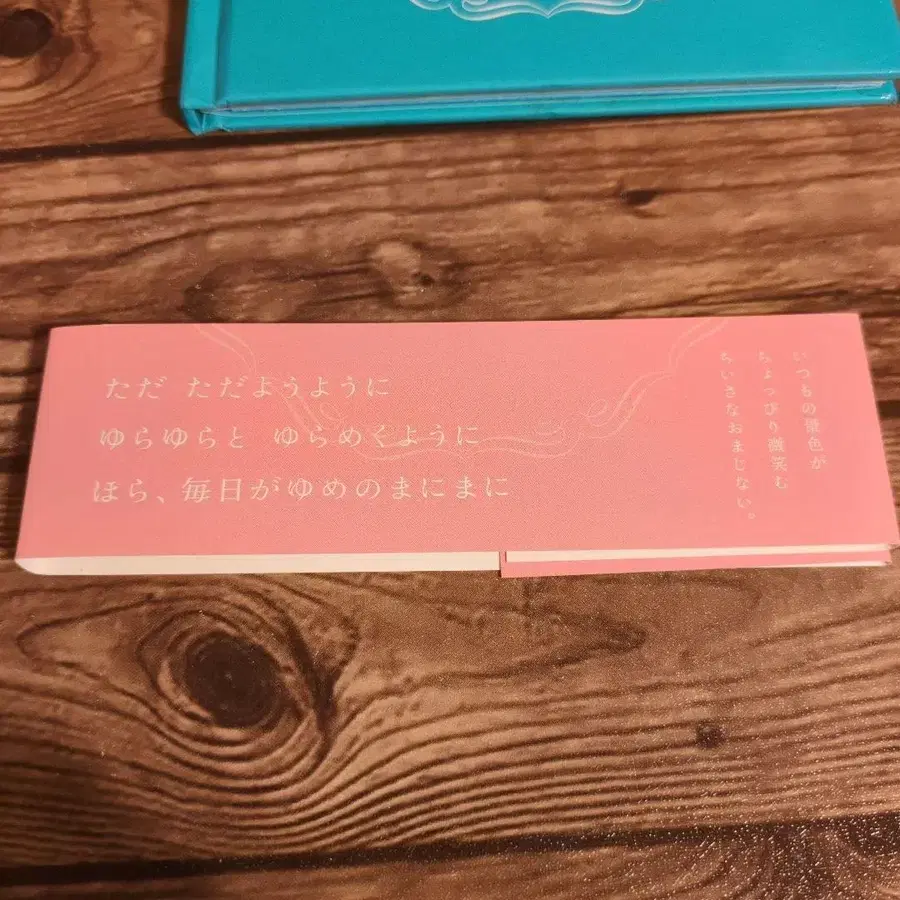 ただ ただようように
ゆらゆらと ゆらめくように
ほら、毎日がゆめのまにまに
いつもの景色が
ちょっぴり微笑む
ちいさなおまじない。